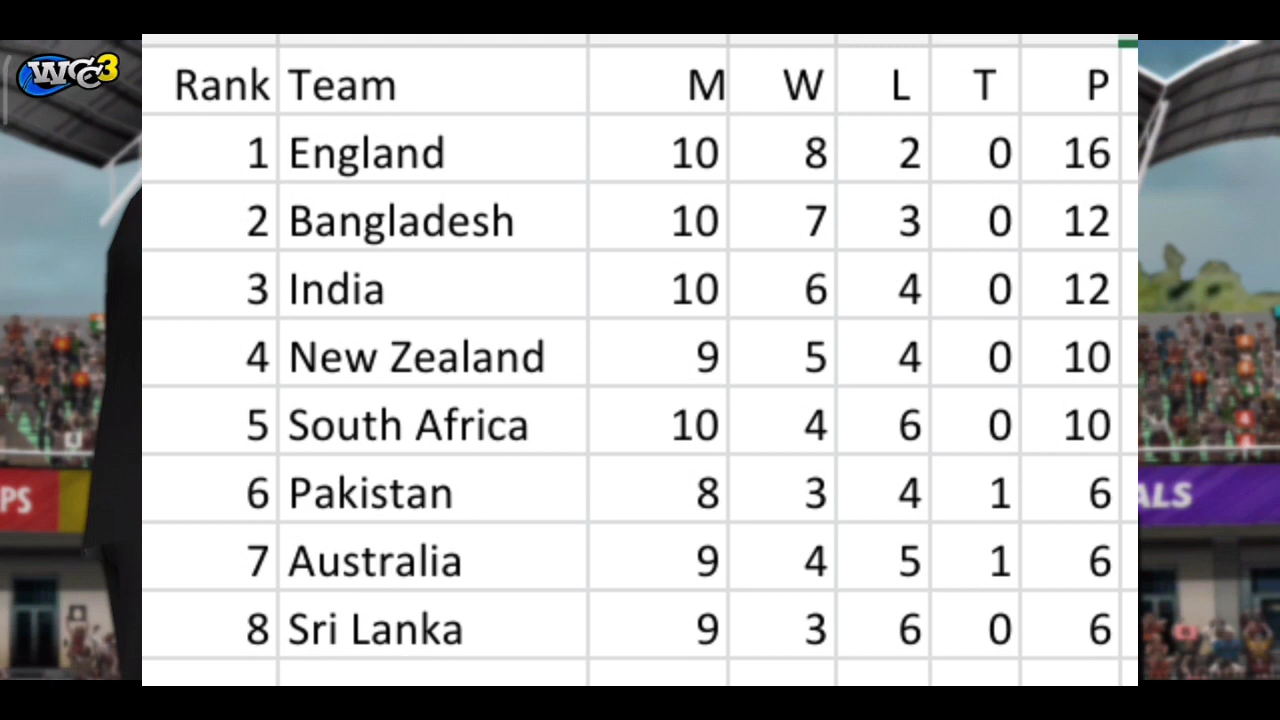 WCC3
Rank Team M W L T P
1 England 10 8 2 0 16
2 Bangladesh 10 7 3 0 12
3 India 10 6 4 0 12
4 New Zealand 9 5 4 0 10
5 South Africa 10 4 6 0 10
6 Pakistan 8 3 4 1 6
7 Australia 9 4 5 1 6
8 Sri Lanka 9 3 6 0 6
PS
ALS